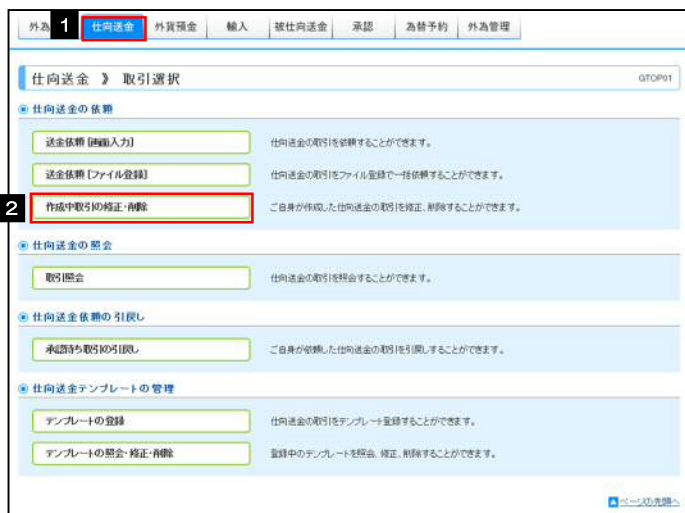 外為
1
仕向送金
外貨預金
輸入
被仕向送金
承認
為替予約
外為管理
仕向送金 》 取引選択
GTOP01
仕向送金の依頼
送金依頼[画面入力]
仕向送金の取引を依頼することができます。
送金依頼[ファイル登録]
仕向送金の取引をファイル登録で一括依頼することができます。
2
作成中取引の修正・削除
ご自身が作成した仕向送金の取引を修正、削除することができます。
仕向送金の照会
取引照会
仕向送金の取引を照会することができます。
仕向送金依頼の引戻し
承認待ち取引の引戻し
ご自身が依頼した仕向送金の取引を引戻しすることができます。
仕向送金テンプレートの管理
テンプレートの登録
仕向送金の取引をテンプレート登録することができます。
テンプレートの照会・修正・削除
登録中のテンプレートを照会、修正、削除することができます。
ページの先頭へ